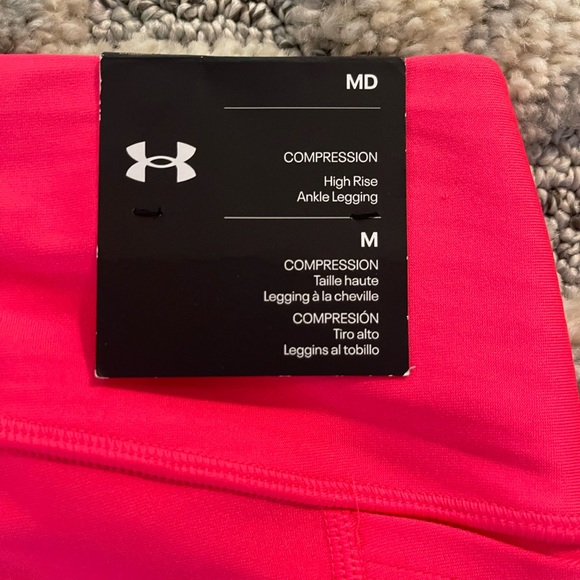 MD
COMPRESSION
High Rise
Ankle Legging
M
COMPRESSION
Taille haute
Legging à la cheville
COMPRESIÓN
Tiro alto
Leggins al tobillo